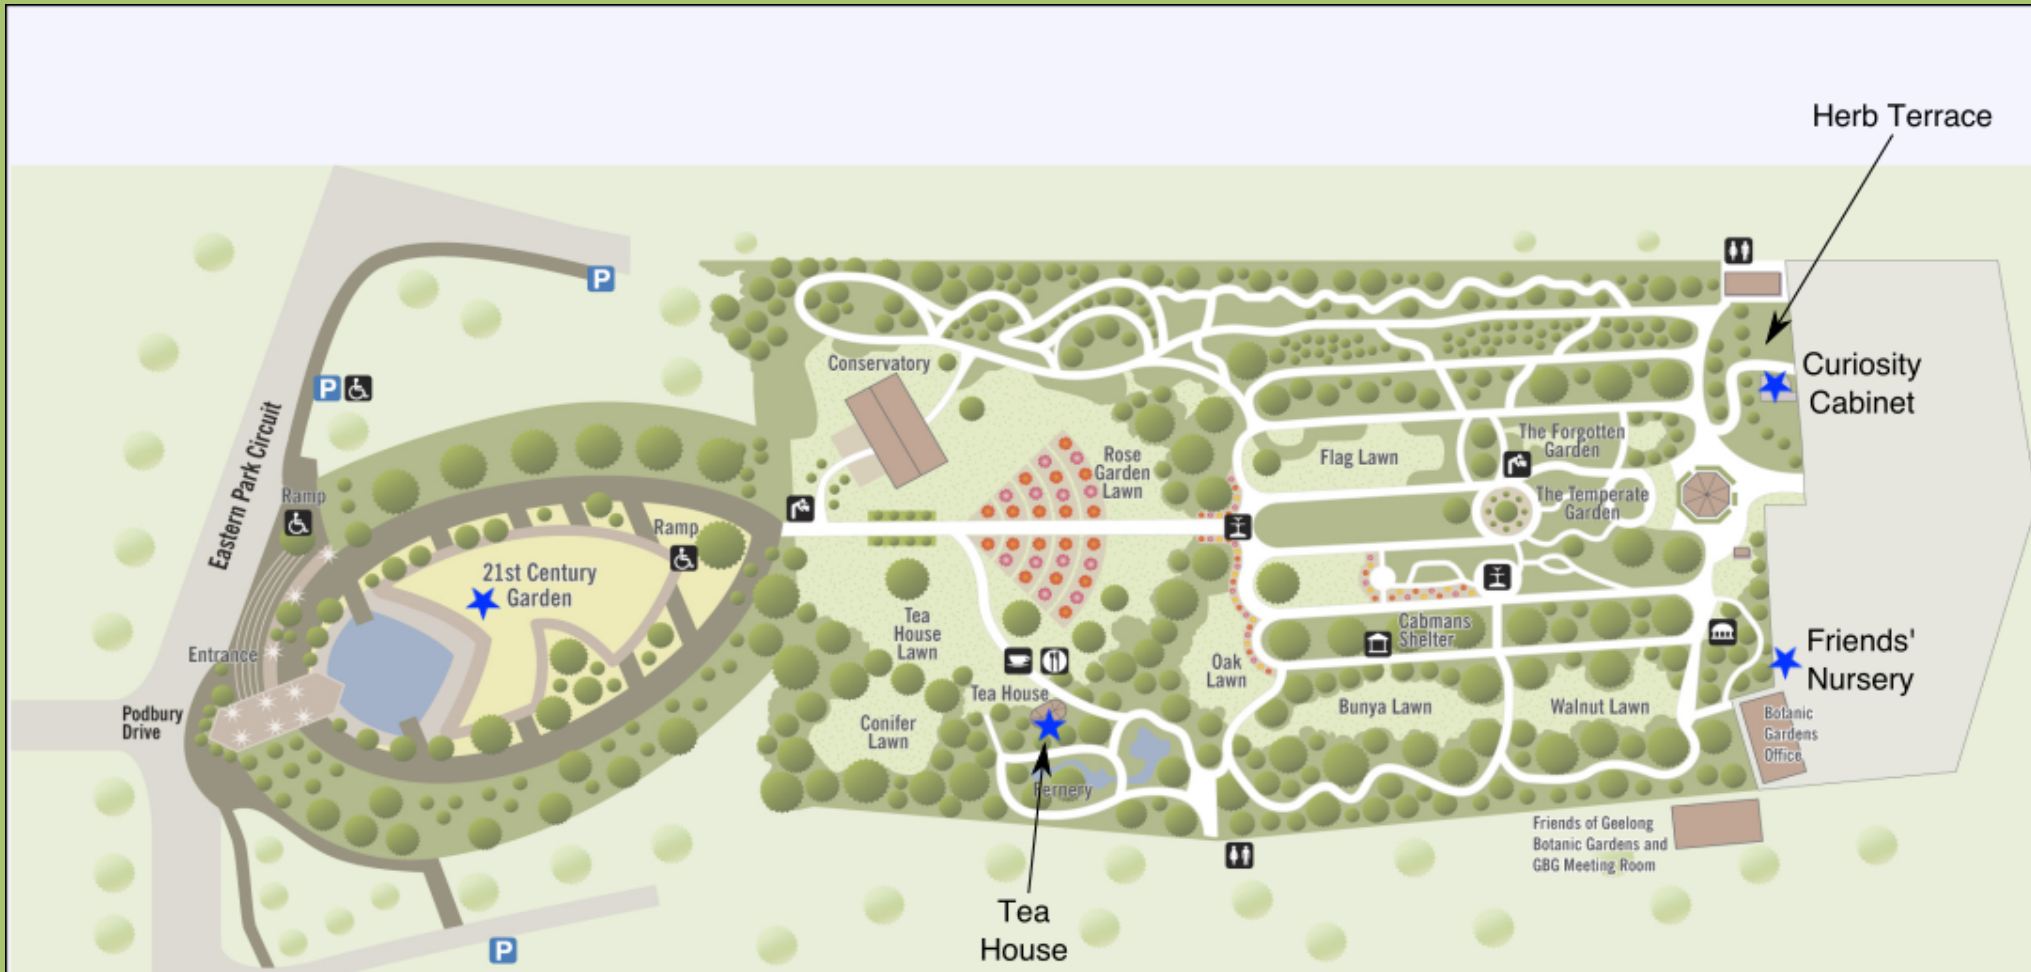 Herb Terrace
Curiosity
Cabinet
Conservatory
Eastern Park Circuit
P
P
Rose
Garden
Lawn
Flag Lawn
The Forgotten
Garden
The Temperate
Garden
Ramp
Ramp
21st Century
Garden
Tea
House
Lawn
Entrance
Podbury
Drive
Cabmans
Shelter
Oak
Lawn
Friends'
Nursery
Tea House
Conifer
Lawn
Bunya Lawn
Walnut Lawn
Botanic
Gardens
Office
Fernery
Friends of Geelong
Botanic Gardens and
GBG Meeting Room
Tea
House
P